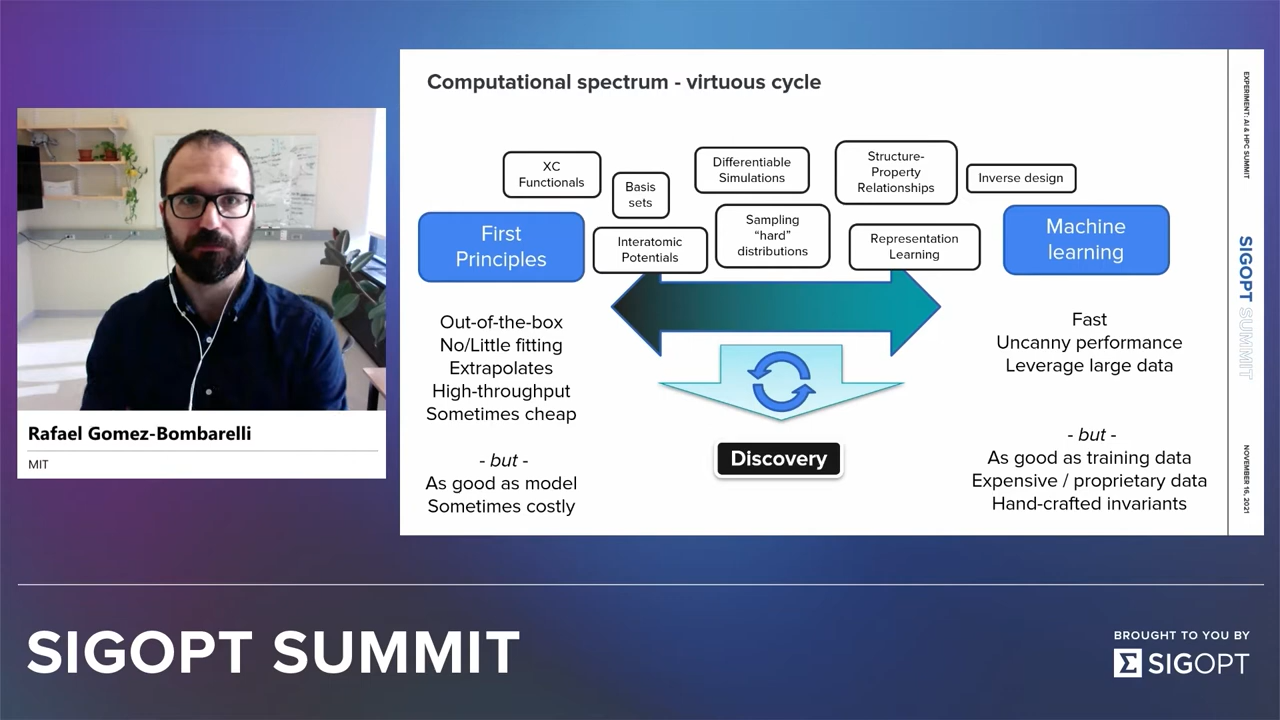 Computational spectrum - virtuous cycle
XC
Functionals
Basis
sets
Interatomic
Potentials
Differentiable
Simulations
Sampling
“hard”
distributions
Structure-
Property
Relationships
Representation
Learning
Inverse design
First
Principles
Machine
learning
Out-of-the-box
No/Little fitting
Extrapolates
High-throughput
Sometimes cheap
- but -
As good as model
Sometimes costly
Discovery
Fast
Uncanny performance
Leverage large data
- but -
As good as training data
Expensive / proprietary data
Hand-crafted invariants
EXPERIMENT: AI & HPC SUMMIT
SIGOPT SUMMIT
NOVEMBER 16, 2021
Rafael Gomez-Bombarelli
MIT
SIGOPT SUMMIT
BROUGHT TO YOU BY
SIGOPT